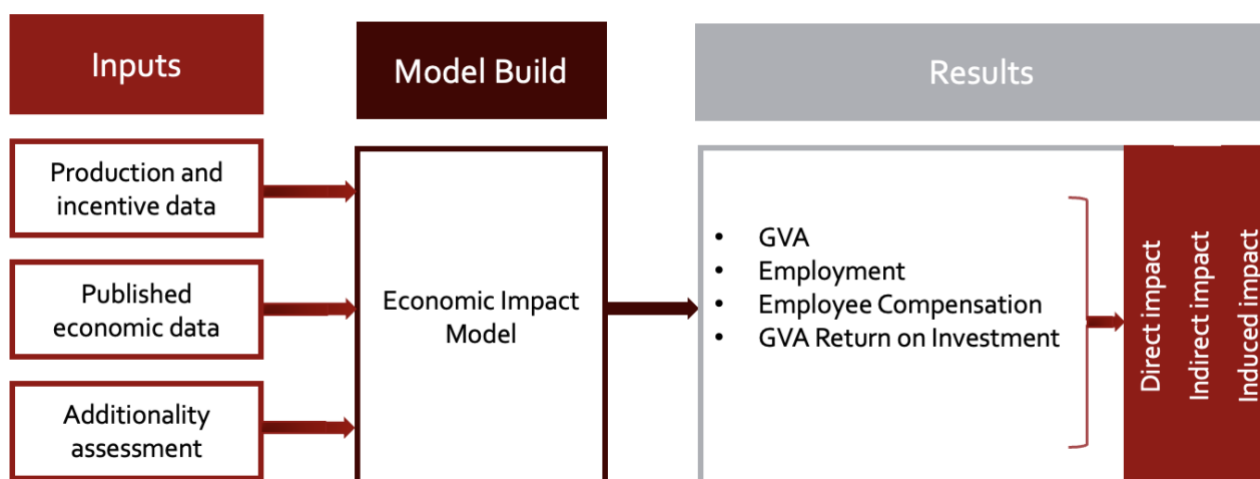 Inputs
Model Build
Results
Production and
incentive data
Published
economic data
Additionality
assessment
Economic Impact
Model
• GVA
• Employment
• Employee Compensation
• GVA Return on Investment
Direct impact
Indirect impact
Induced impact